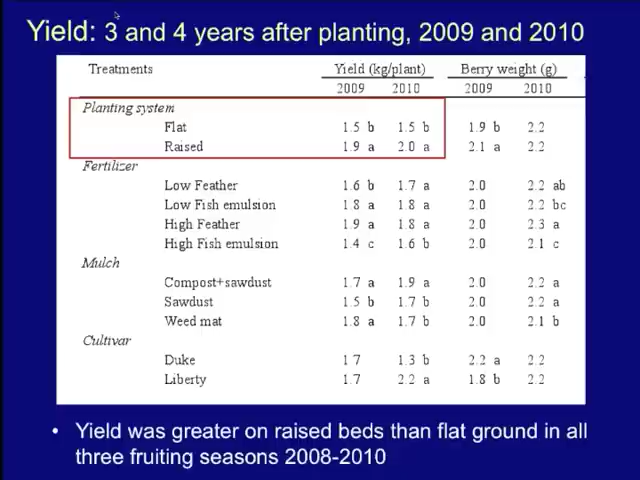 Yield: 3 and 4 years after planting, 2009 and 2010
Treatments Yield (kg/plant) Berry weight (g)
2009 2010 2009 2010
Planting system
Flat 1.5 b 1.5 b 1.9 b 2.2
Raised 1.9 a 2.0 a 2.1 a 2.2
Fertilizer
Low Feather 1.6 b 1.7 a 2.0 2.2 ab
Low Fish emulsion 1.8 a 1.8 a 2.0 2.2 bc
High Feather 1.9 a 1.8 a 2.0 2.3 a
High Fish emulsion 1.4 c 1.6 b 2.0 2.1 c
Mulch
Compost+sawdust 1.7 a 1.9 a 2.0 2.2 a
Sawdust 1.5 b 1.7 b 2.0 2.2 a
Weed mat 1.8 a 1.7 b 2.0 2.1 b
Cultivar
Duke 1.7 1.3 b 2.2 a 2.2
Liberty 1.7 2.2 a 1.8 b 2.2
• Yield was greater on raised beds than flat ground in all
three fruiting seasons 2008-2010